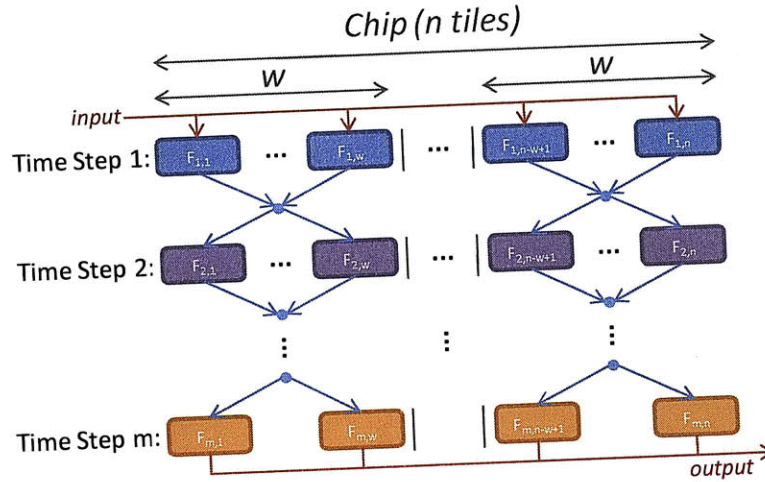 Chip (n tiles)
w w
input
Time Step 1: F1,1 ... F1,w ... F1,n-w+1 ... F1,n
Time Step 2: F2,1 ... F2,w ... F2,n-w+1 ... F2,n
Time Step m: Fm,1 Fm,w Fm,n-w+1 Fm,n
output